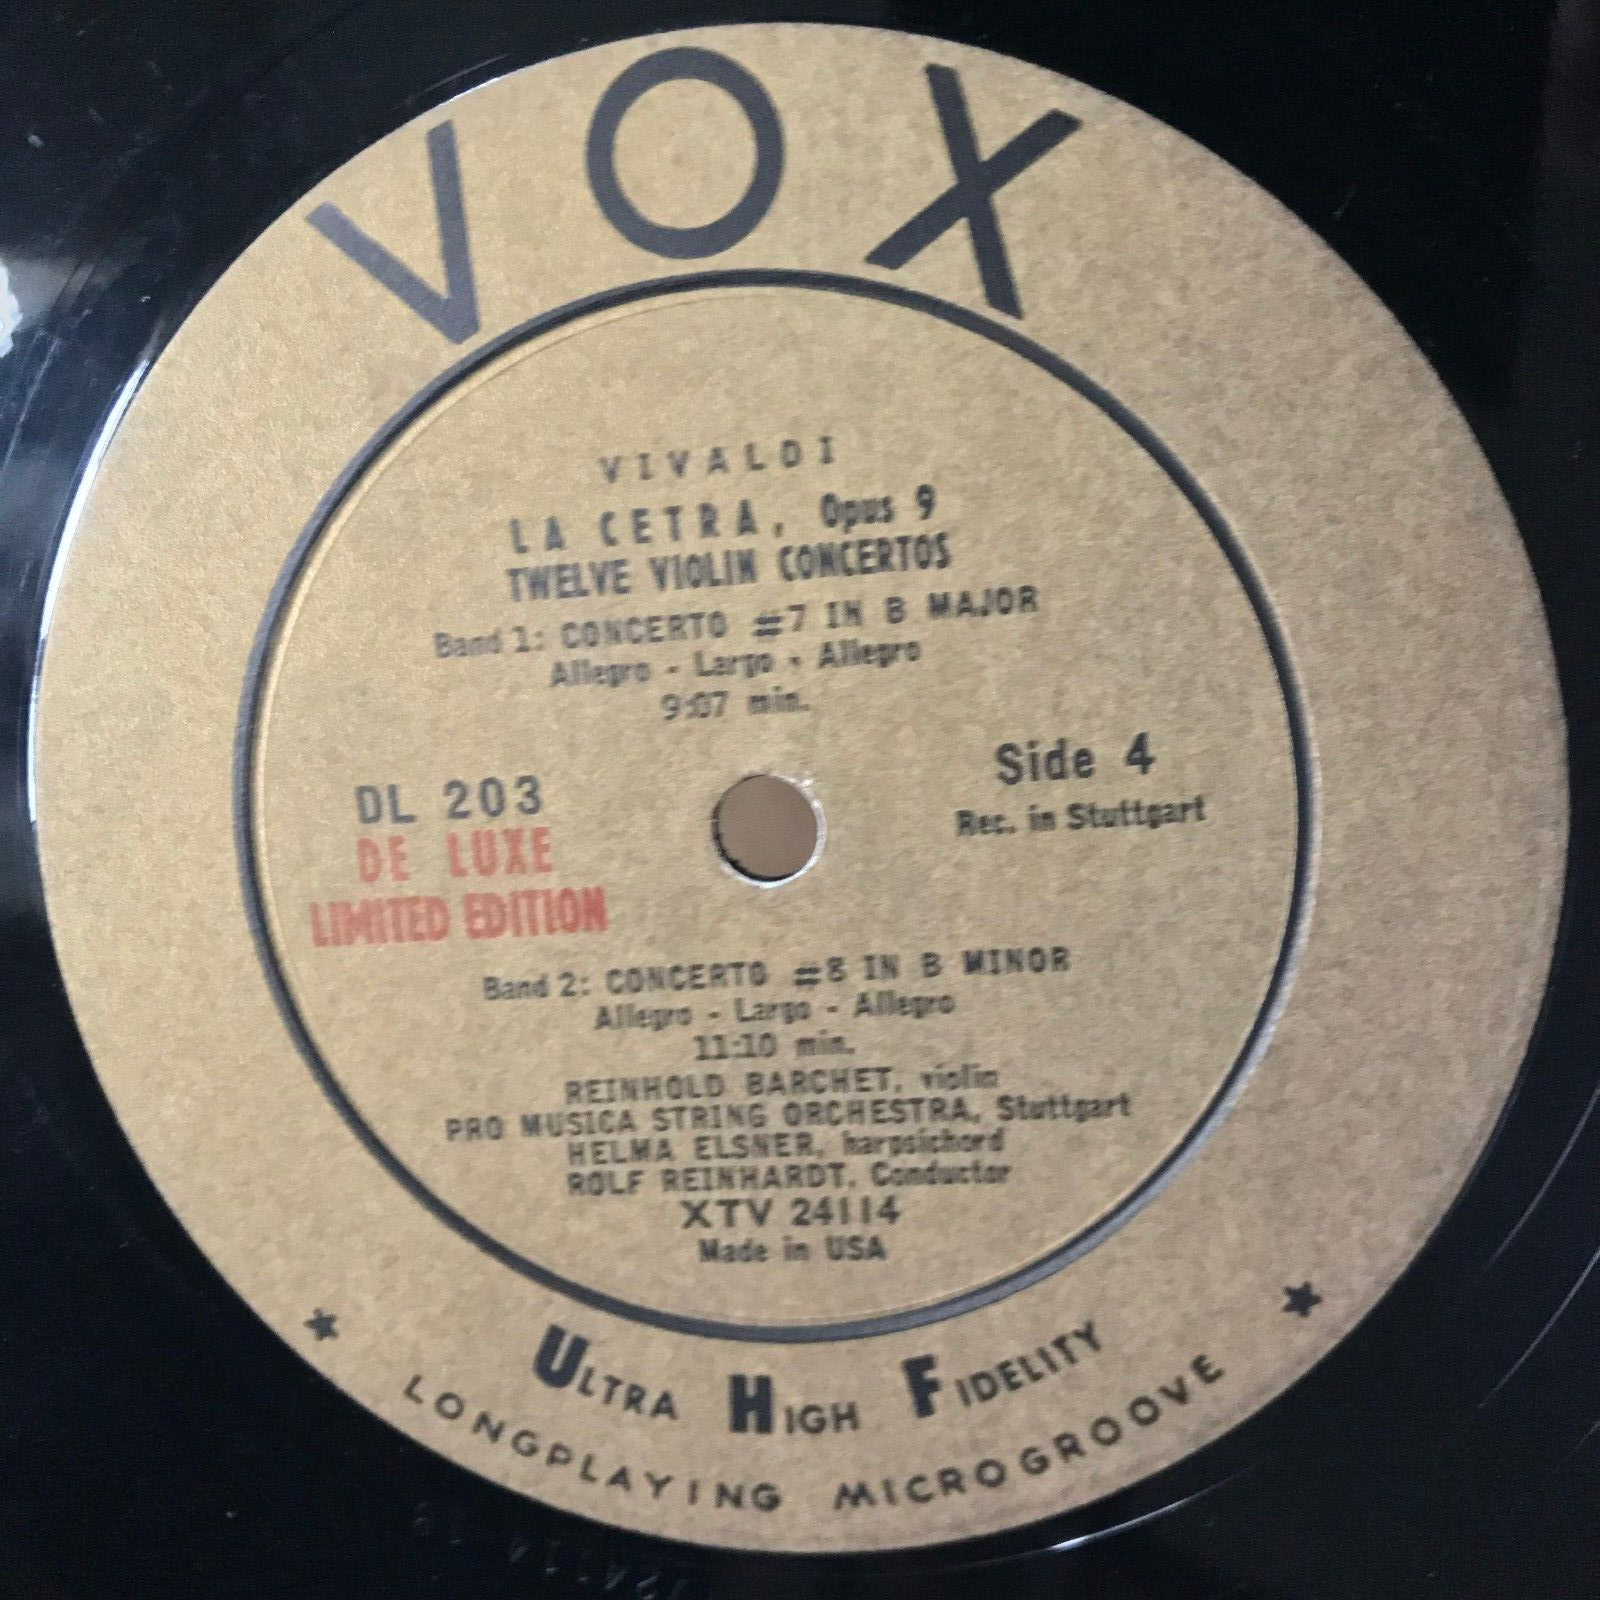 VOX
VIVALDI
LA CETRA, Opus 9
TWELVE VIOLIN CONCERTOS
Band 1: CONCERTO #7 IN B MAJOR
Allegro - Largo - Allegro
9:07 min.
Side 4
Rec. in Stuttgart
DL 203
DE LUXE
LIMITED EDITION
Band 2: CONCERTO #8 IN B MINOR
Allegro - Largo - Allegro
11:10 min.
REINHOLD BARCHET, violin
PRO MUSICA STRING ORCHESTRA, Stuttgart
HELMA ELSNER, harpsichord
ROLF REINHARDT, Conductor
XTV 24114
Made in USA
ULTRA HIGH FIDELITY
LONGPLAYING MICROGROOVE